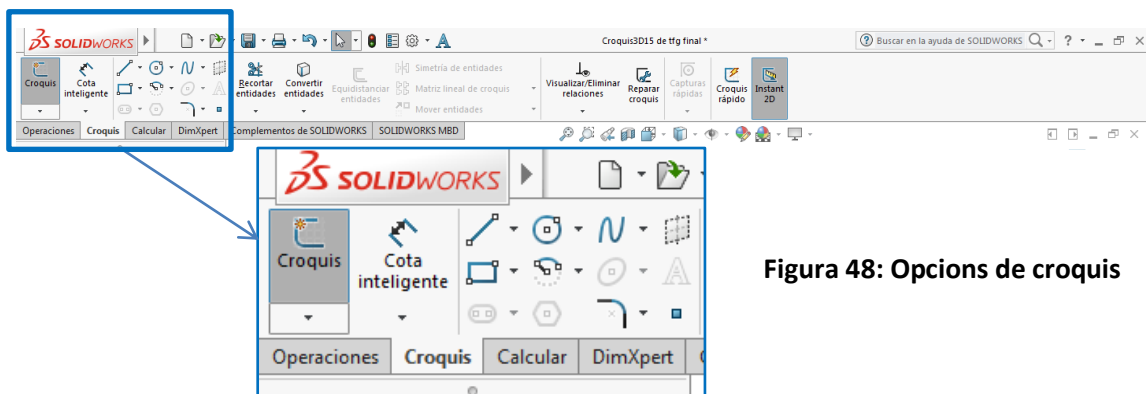 SOLIDWORKS
Croquis3D15 de tfg final *
Buscar en la ayuda de SOLIDWORKS
?
Croquis
Cota inteligente
Recortar entidades
Convertir entidades
Equidistanciar entidades
Simetría de entidades
Matriz lineal de croquis
Mover entidades
Visualizar/Eliminar relaciones
Reparar croquis
Capturas rápidas
Croquis rápido
Instant 2D
Operaciones Croquis Calcular DimXpert Complementos de SOLIDWORKS SOLIDWORKS MBD
SOLIDWORKS
Croquis
Cota
inteligente
Operaciones Croquis Calcular DimXpert
Figura 48: Opcions de croquis